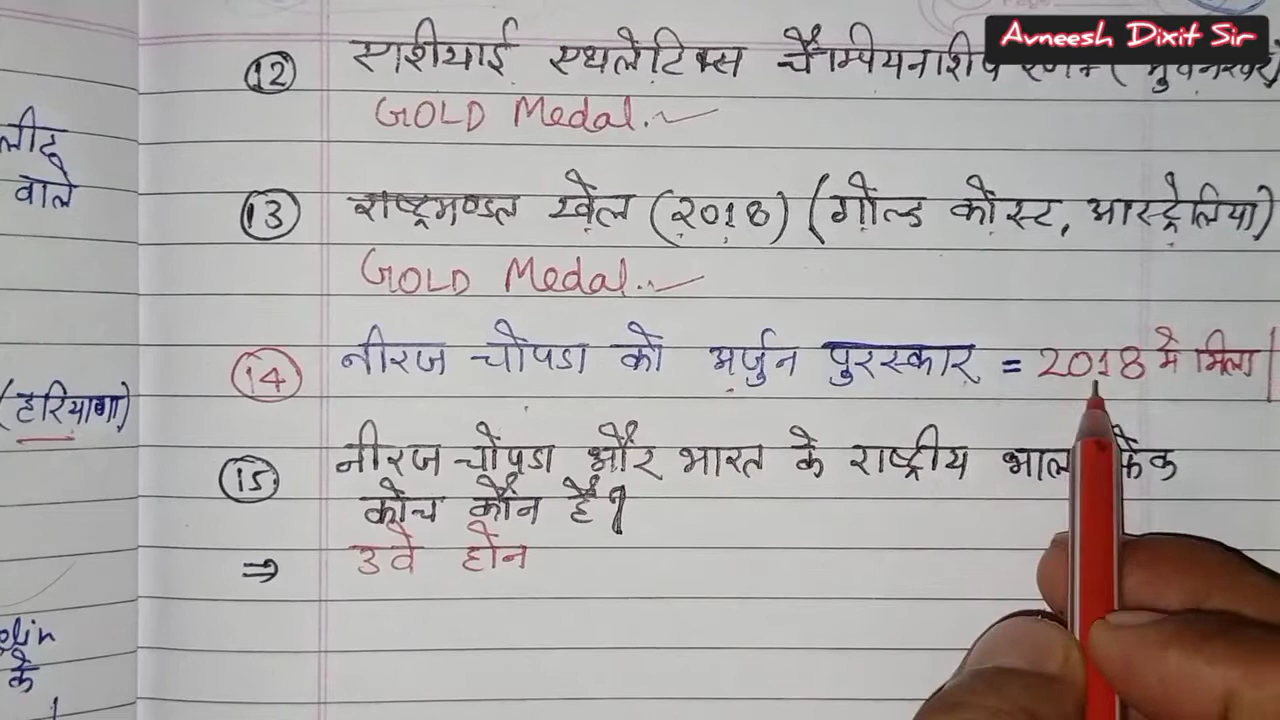 Avneesh Dixit Sir
(12) एशीयाई एथलेटिक्स चैम्पियनशिप
GOLD Medal.
(13) राष्ट्रमण्डल खेल (2018) (गोल्ड कोस्ट, आस्ट्रेलिया)
GOLD Medal..
(14) नीरज चोपडा को अर्जुन पुरस्कार = 2018 मे मिला
(15) नीरज चोपडा और भारत के राष्ट्रीय भाला फेंक
कोच कौन है?
⇒ उवे होन
वाले
(हरियाणा)
के